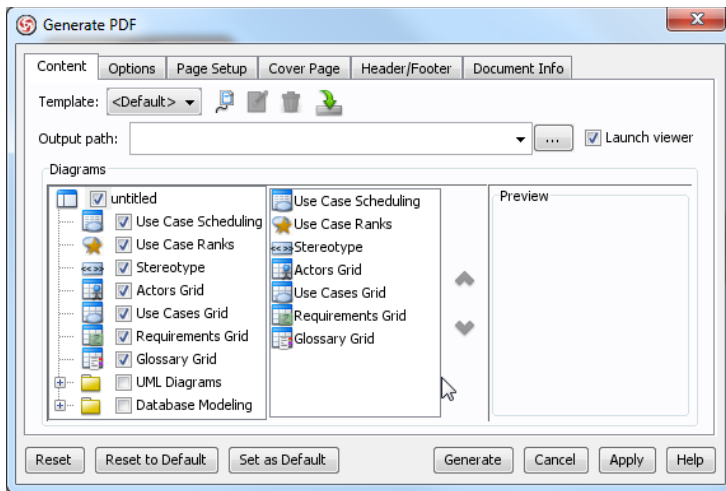 Generate PDF
Content Options Page Setup Cover Page Header/Footer Document Info
Template: <Default>
Output path: ... Launch viewer
Diagrams
untitled
Use Case Scheduling
Use Case Ranks
<< >> Stereotype
Actors Grid
Use Cases Grid
Requirements Grid
Glossary Grid
UML Diagrams
Database Modeling
Use Case Scheduling
Use Case Ranks
<< >> Stereotype
Actors Grid
Use Cases Grid
Requirements Grid
Glossary Grid
Preview
Reset Reset to Default Set as Default Generate Cancel Apply Help